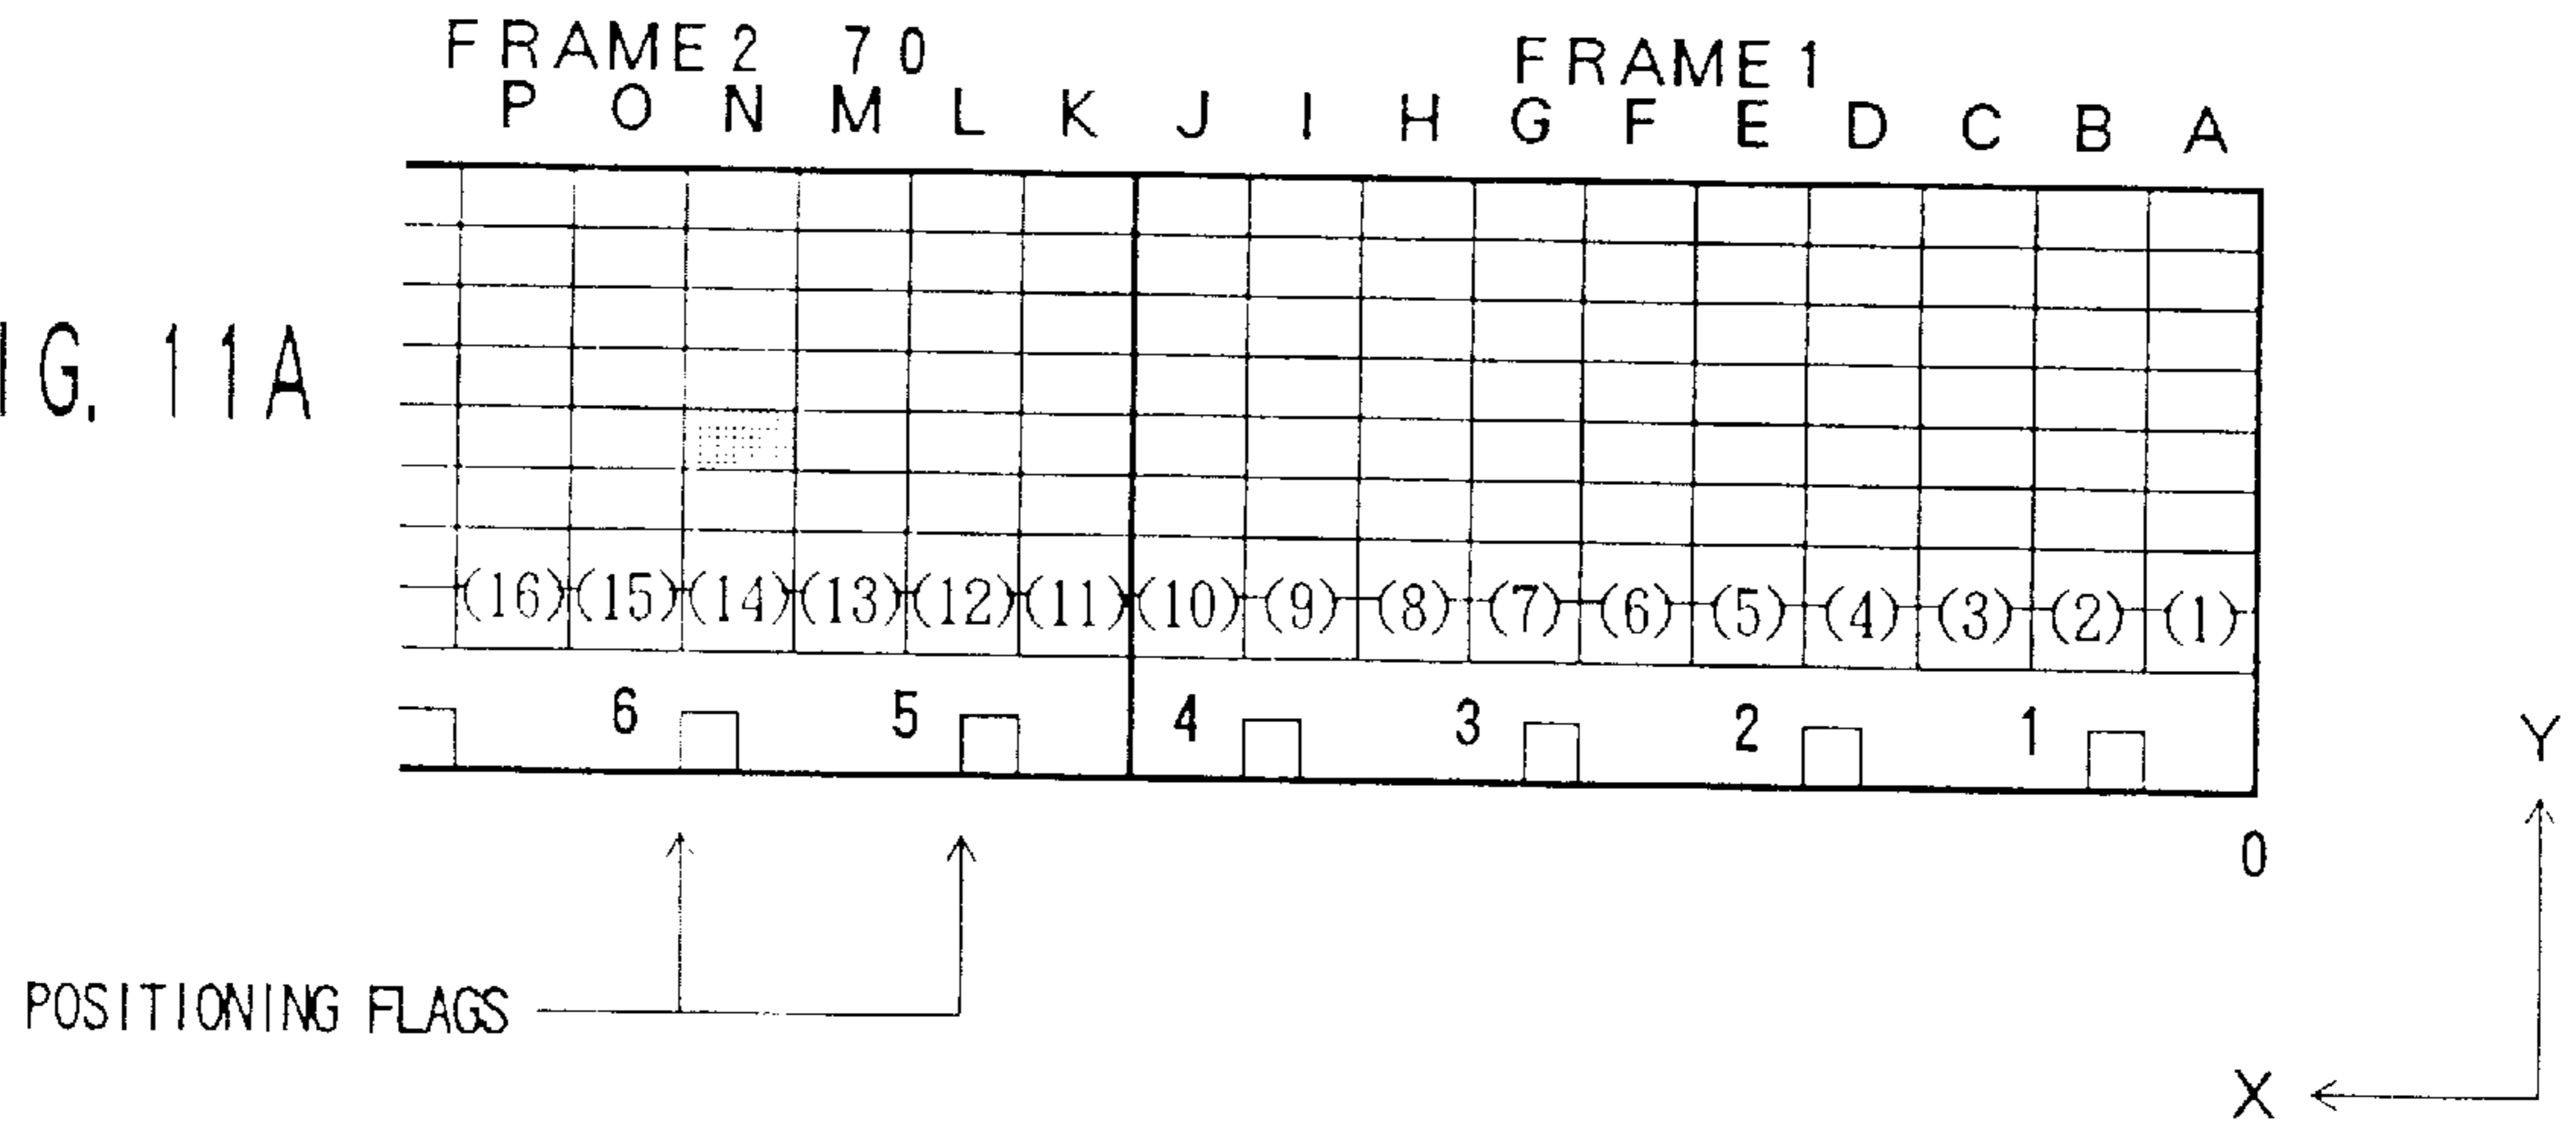 FRAME2 70 FRAME1
P O N M L K J I H G F E D C B A
IG. 11A
(16) (15) (14) (13) (12) (11) (10) (9) (8) (7) (6) (5) (4) (3) (2) (1)
6 5 4 3 2 1
Y
0
POSITIONING FLAGS
X